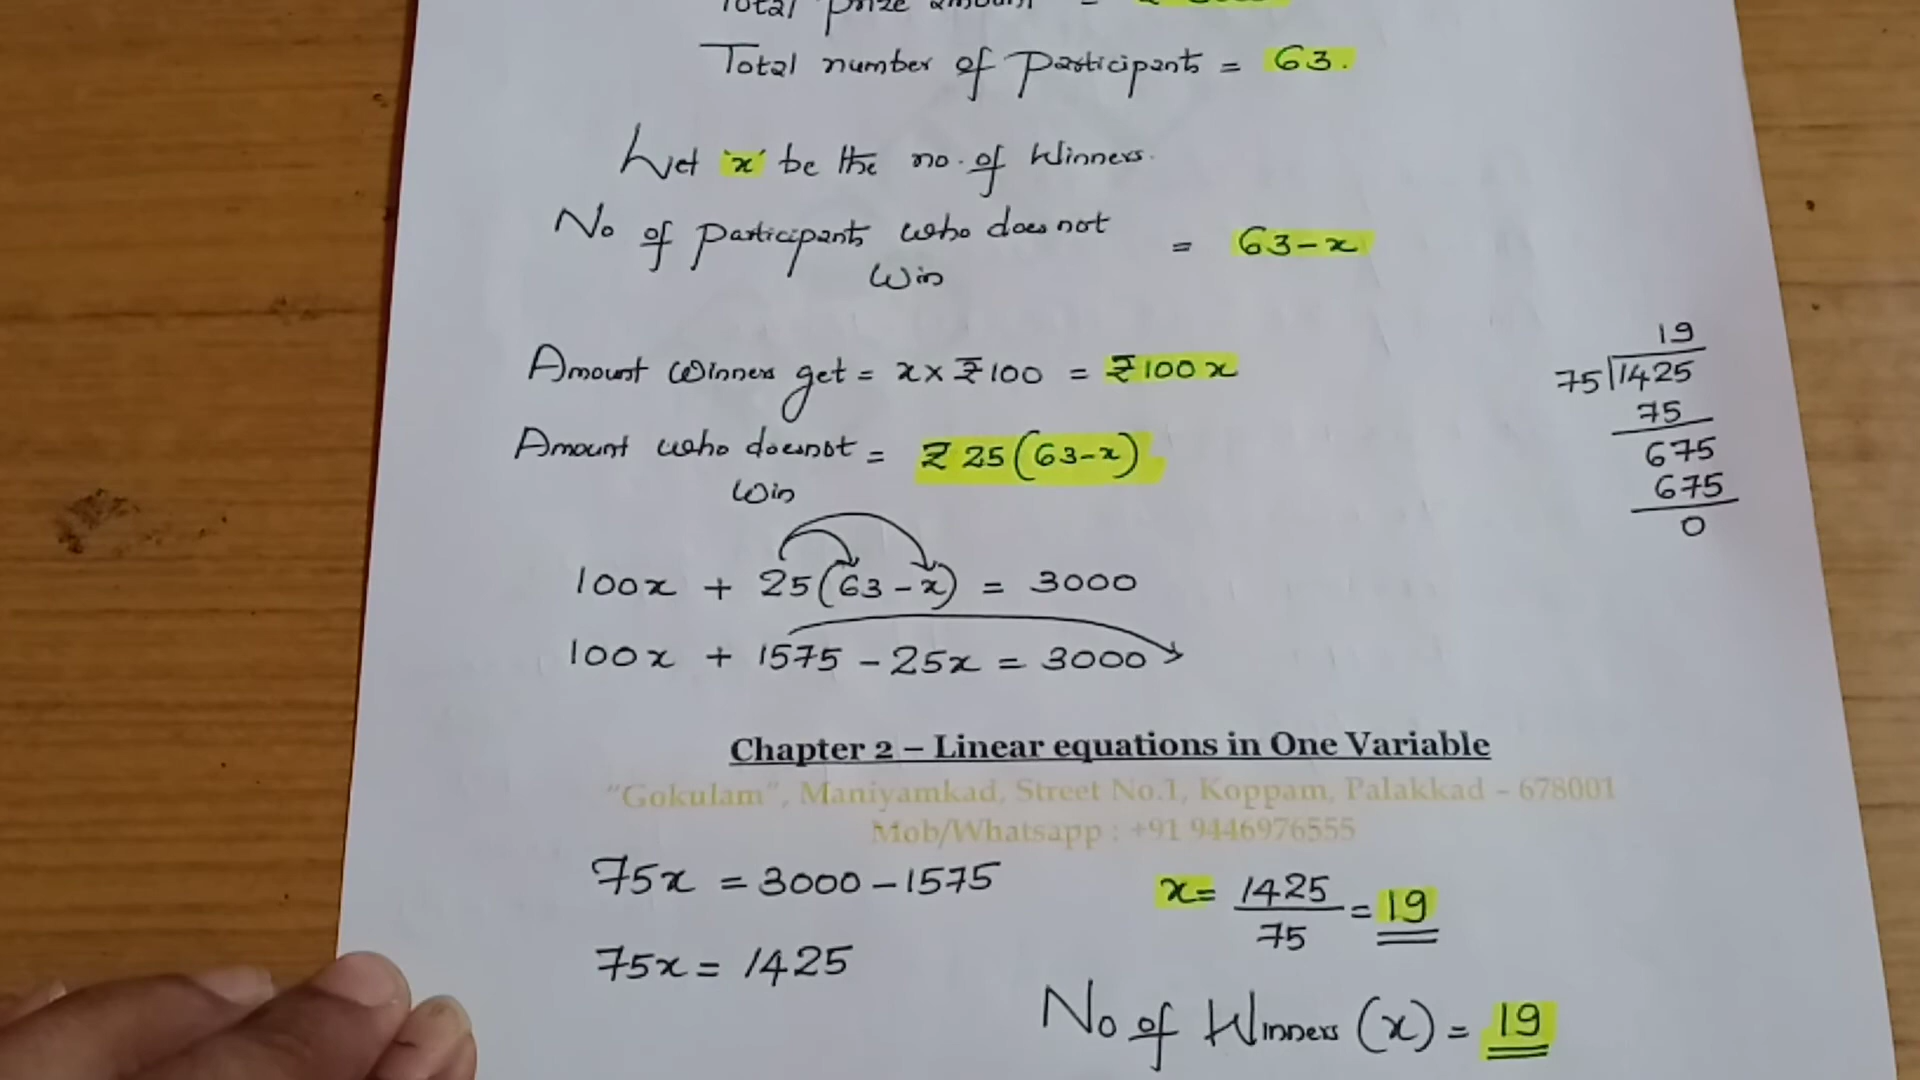 Total prize amount =
Total number of Participants = 63.
Let 'x' be the no. of Winners.
No of Participants who does not = 63-x
Win
Amount Winners get = x × ₹100 = ₹100x
Amount who doesnot = ₹25(63-x)
Win
19
75)1425
75
675
675
0
100x + 25(63-x) = 3000
100x + 1575 - 25x = 3000
Chapter 2 – Linear equations in One Variable
"Gokulam", Maniyamkad, Street No.1, Koppam, Palakkad - 678001
Mob/Whatsapp : +91 9446976555
75x = 3000 - 1575
x = 1425/75 = 19
75x = 1425
No of Winners (x) = 19